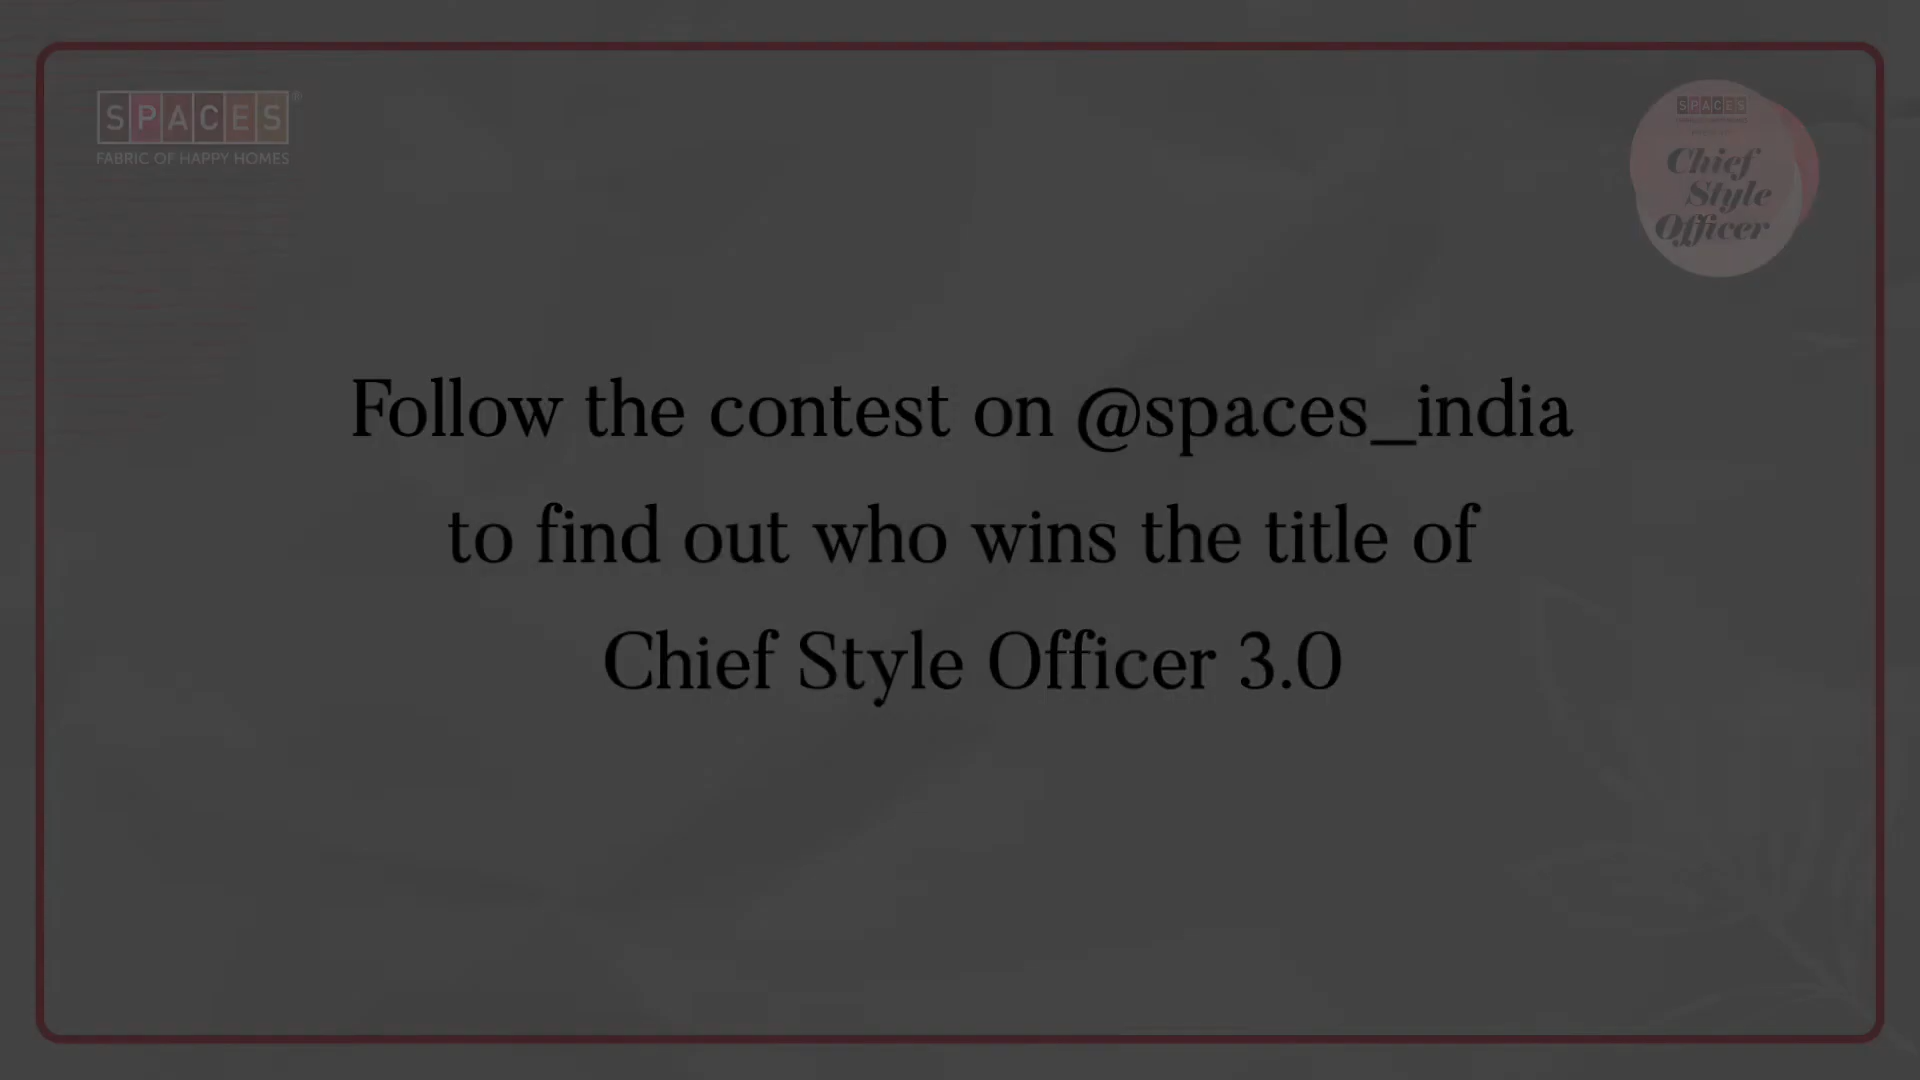 SPACES®
FABRIC OF HAPPY HOMES
SPACES
Chief
Style
Officer
Follow the contest on @spaces_india
to find out who wins the title of
Chief Style Officer 3.0